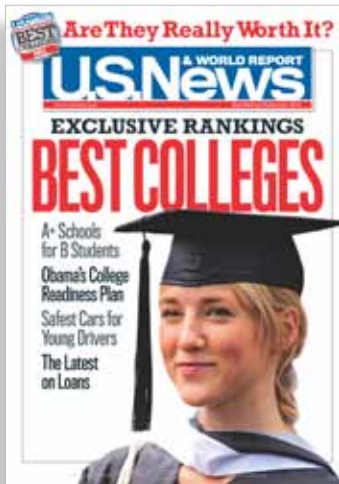 BEST
Are They Really Worth It?
& WORLD REPORT
U.S.News
EXCLUSIVE RANKINGS
BEST COLLEGES
A+ Schools
for B Students
Obama's College
Readiness Plan
Safest Cars for
Young Drivers
The Latest
on Loans